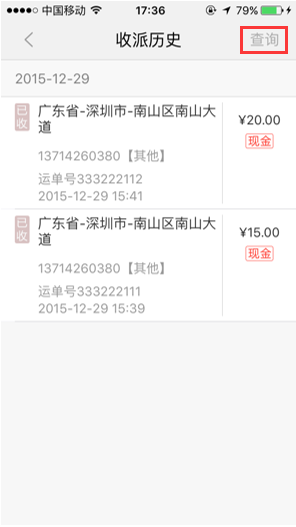 中国移动 17:36 79%
收派历史 查询
2015-12-29
已收 广东省-深圳市-南山区南山大道 ¥20.00
13714260380【其他】 现金
运单号333222112
2015-12-29 15:41
已收 广东省-深圳市-南山区南山大道 ¥15.00
13714260380【其他】 现金
运单号333222111
2015-12-29 15:39